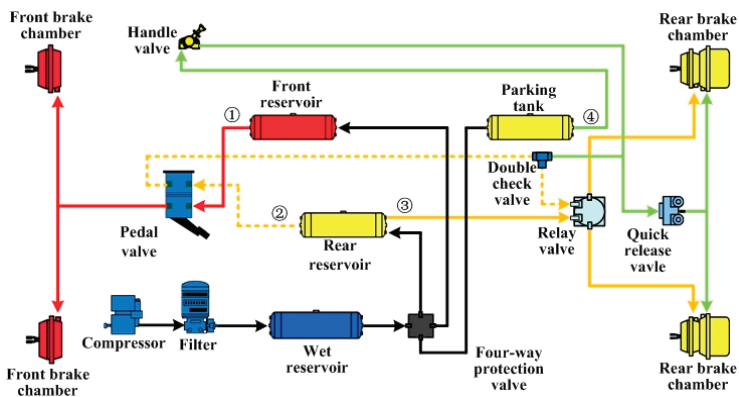 Front brake
chamber
Handle
valve
Rear brake
chamber
Front
reservoir
Parking
tank
①
④
Double
check
valve
Pedal
valve
②
③
Rear
reservoir
Relay
valve
Quick
release
vavle
Compressor
Filter
Wet
reservoir
Four-way
protection
valve
Front brake
chamber
Rear brake
chamber